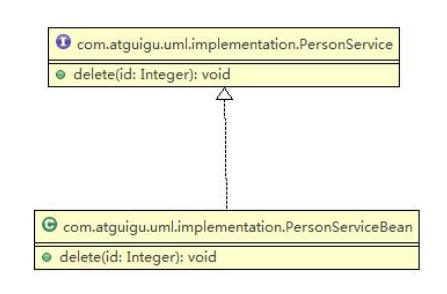 com.atguigu.uml.implementation.PersonService
delete(id: Integer): void
com.atguigu.uml.implementation.PersonServiceBean
delete(id: Integer): void